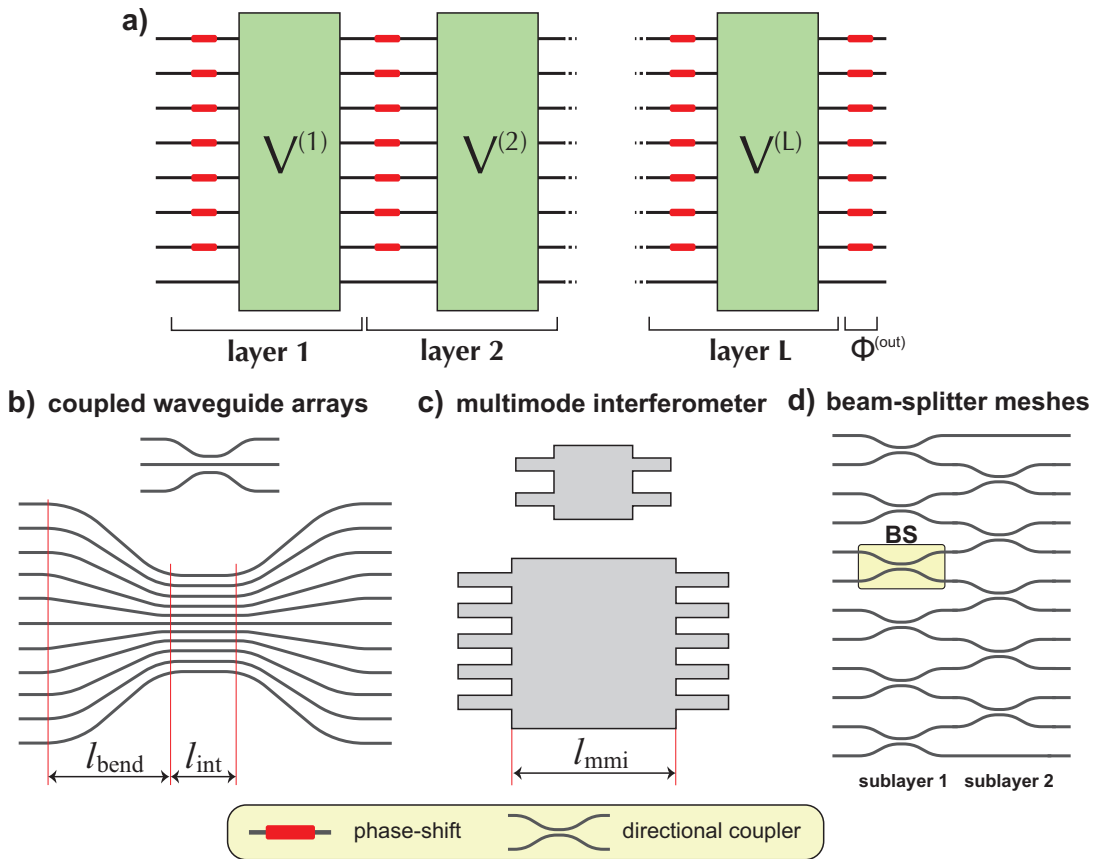 a)
V(1) V(2) V(L)
layer 1 layer 2 layer L Φ(out)
b) coupled waveguide arrays
c) multimode interferometer
d) beam-splitter meshes
BS
lbend lint
lmmi
sublayer 1 sublayer 2
phase-shift directional coupler